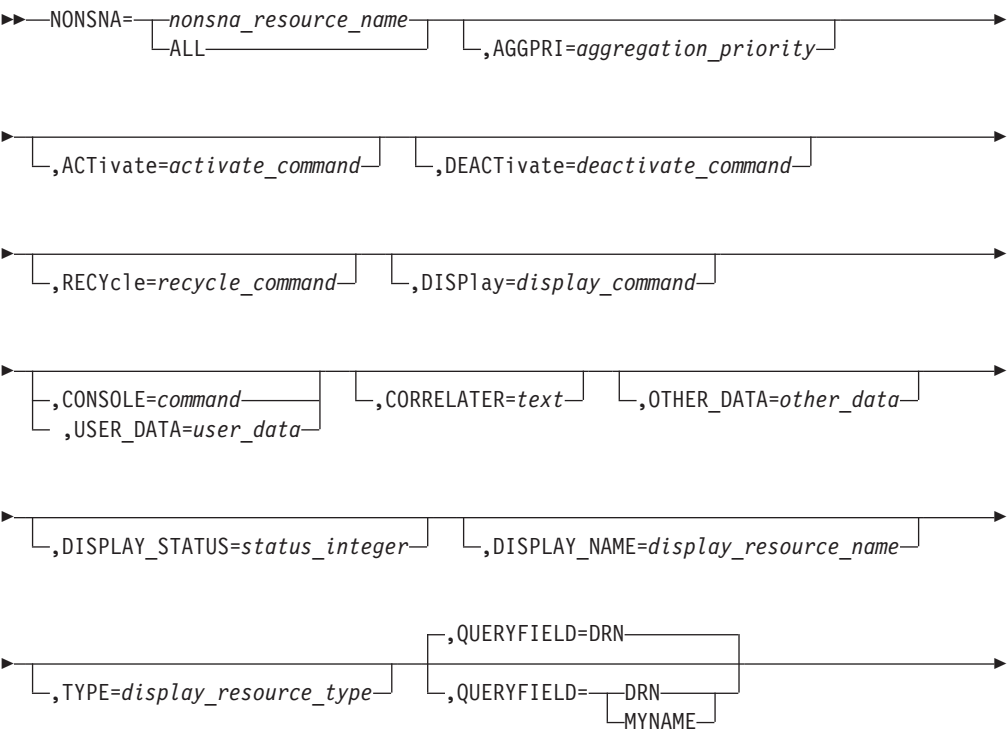 NONSNA= nonsna_resource_name
ALL ,AGGPRI=aggregation_priority
,ACTivate=activate_command ,DEACTivate=deactivate_command
,RECYcle=recycle_command ,DISPlay=display_command
,CONSOLE=command ,CORRELATER=text ,OTHER_DATA=other_data
,USER_DATA=user_data
,DISPLAY_STATUS=status_integer ,DISPLAY_NAME=display_resource_name
,QUERYFIELD=DRN
,TYPE=display_resource_type ,QUERYFIELD= DRN
MYNAME